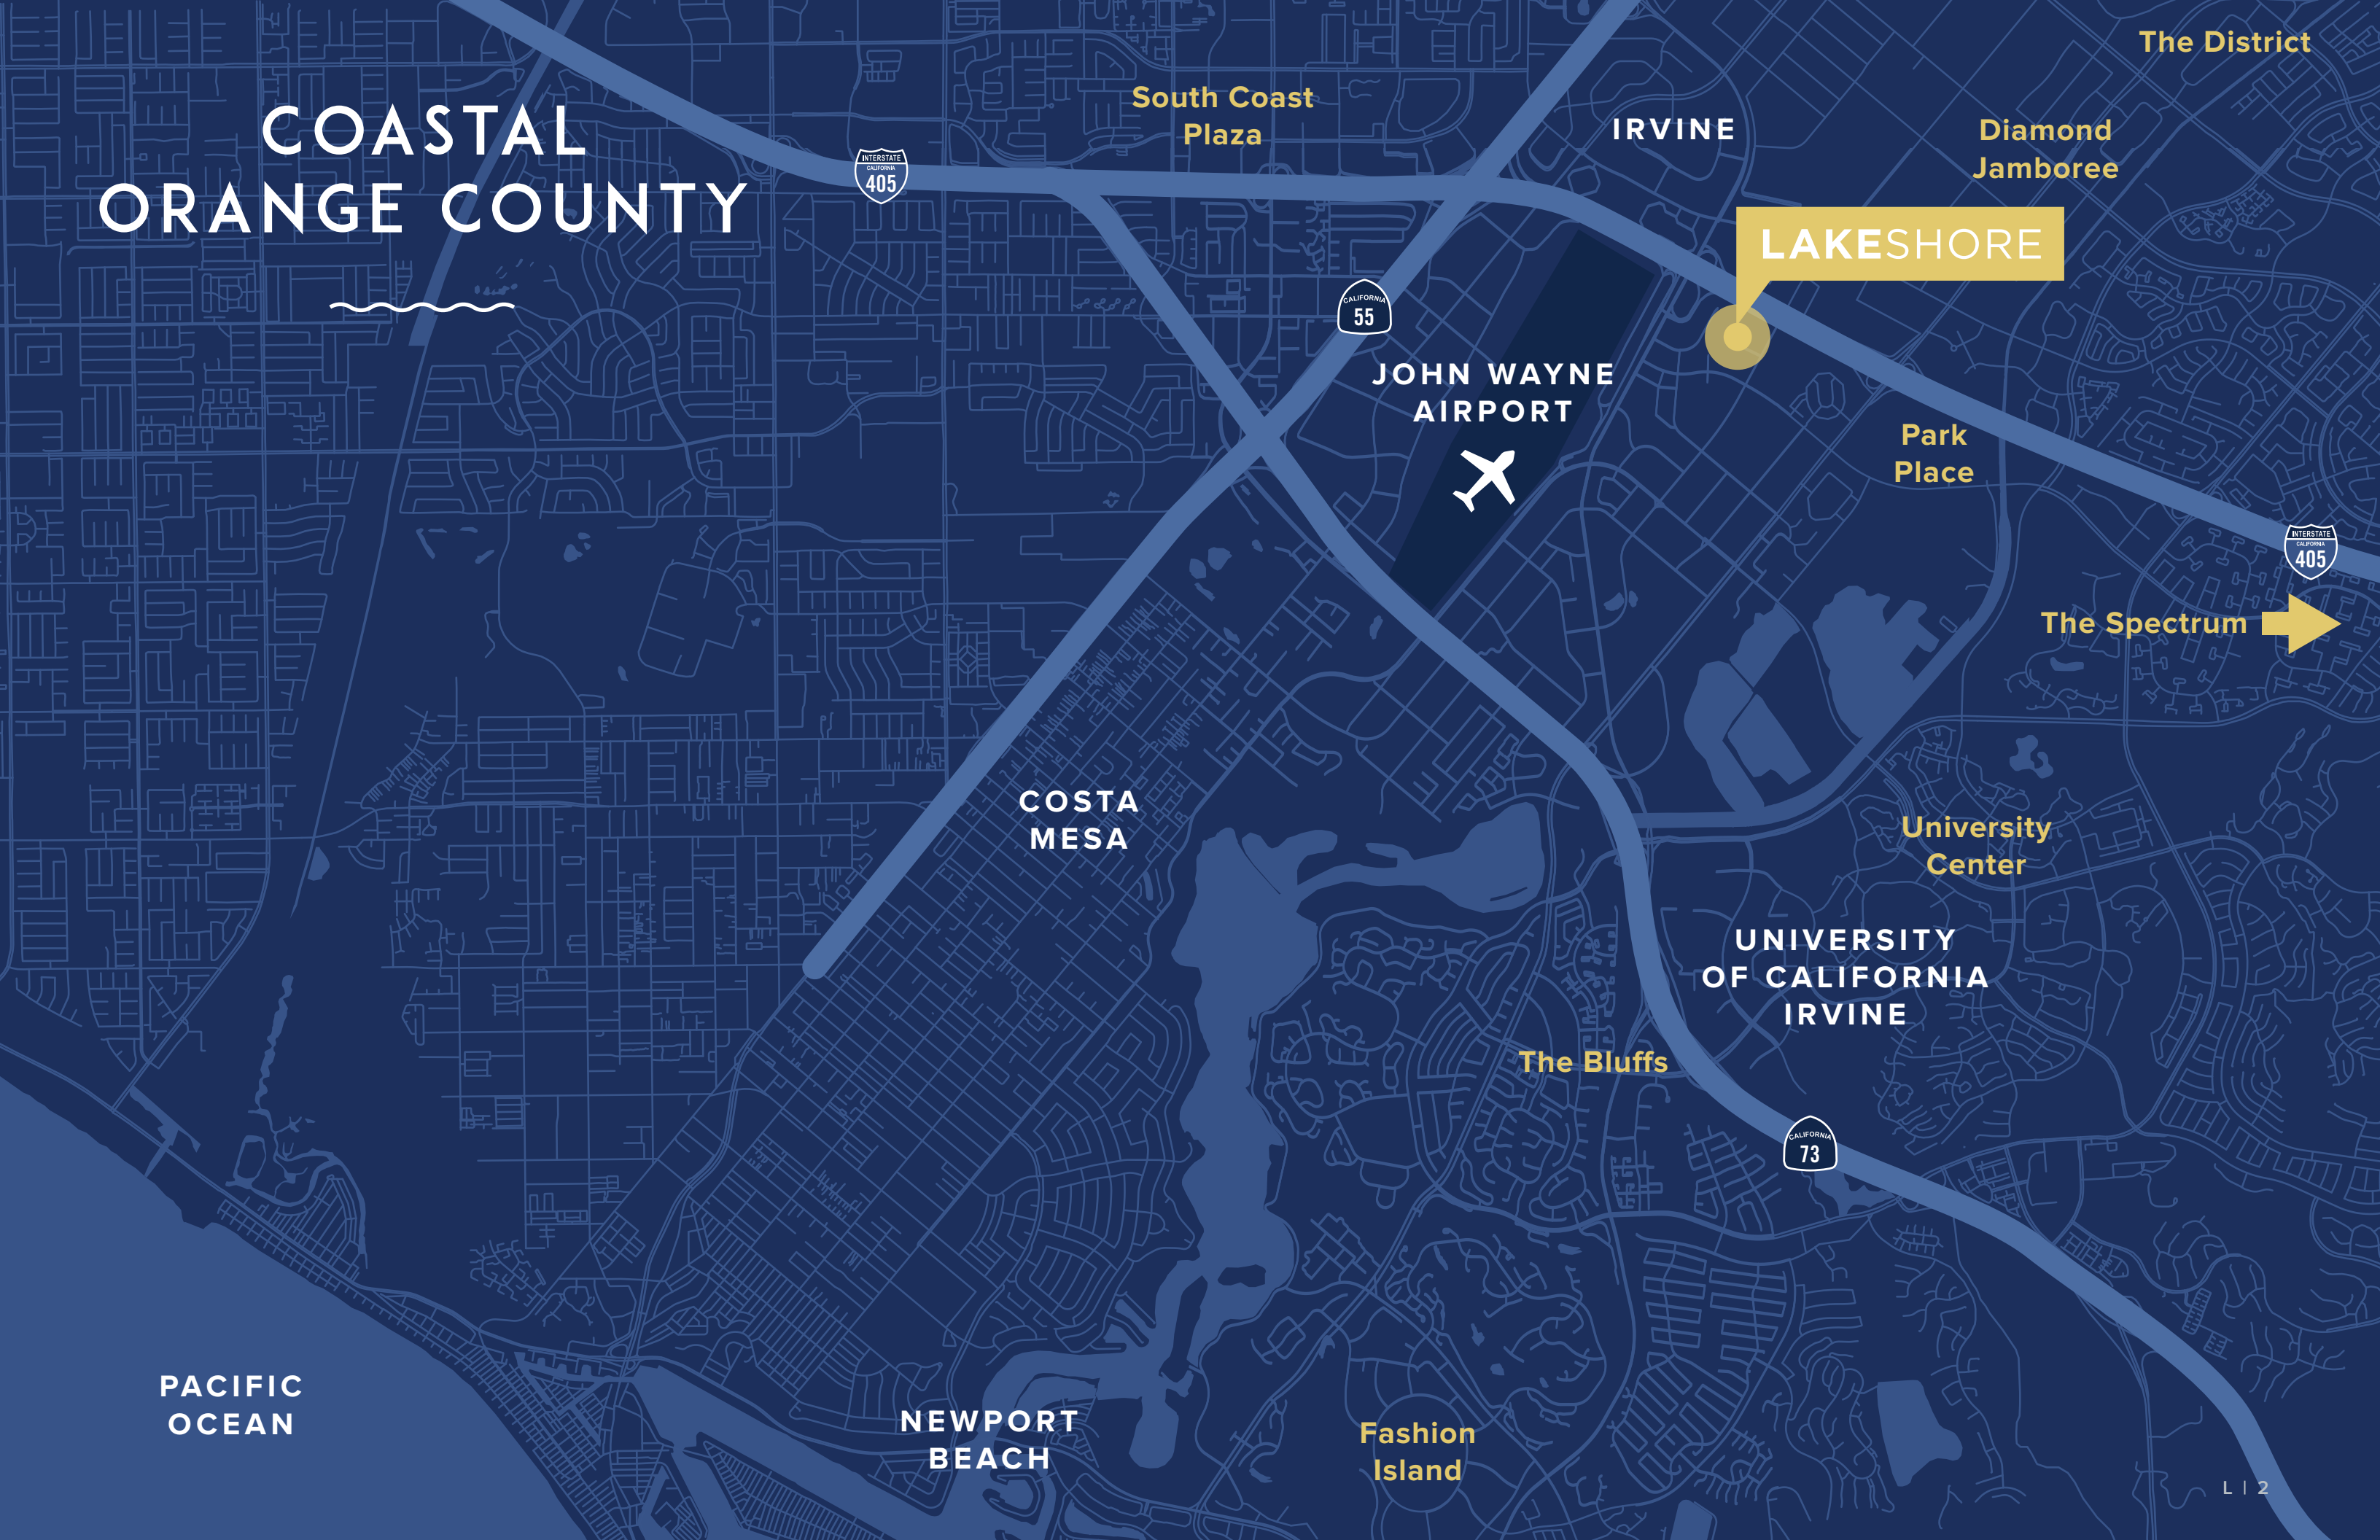 COASTAL
ORANGE COUNTY
The District
South Coast
Plaza
IRVINE
Diamond
Jamboree
INTERSTATE
CALIFORNIA
405
LAKESHORE
CALIFORNIA
55
JOHN WAYNE
AIRPORT
Park
Place
INTERSTATE
CALIFORNIA
405
The Spectrum
COSTA
MESA
University
Center
UNIVERSITY
OF CALIFORNIA
IRVINE
The Bluffs
CALIFORNIA
73
PACIFIC
OCEAN
NEWPORT
BEACH
Fashion
Island
L | 2